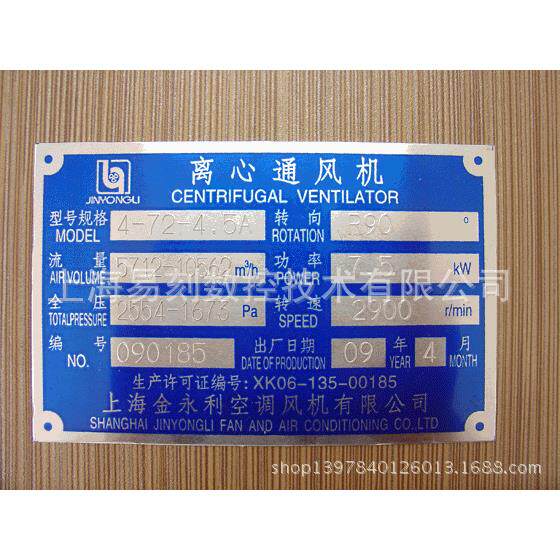 离心通风机
JINYONGLI
CENTRIFUGAL VENTILATOR
型号规格 4-72-4.5A 转向 R90 °
MODEL ROTATION
流量 5712-10562 m³/h 功率 7.5 kW
AIR VOLUME POWER
全压 2554-1673 Pa 转速 2900 r/min
TOTALPRESSURE SPEED
编号 090185 出厂日期 09 年 4 月
NO. DATE OF PRODUCTION YEAR MONTH
生产许可证编号: XK06-135-00185
上海金永利空调风机有限公司
SHANGHAI JINYONGLI FAN AND AIR CONDITIONING CO.,LTD
上海易刻数控技术有限公司
shop1397840126013.1688.com